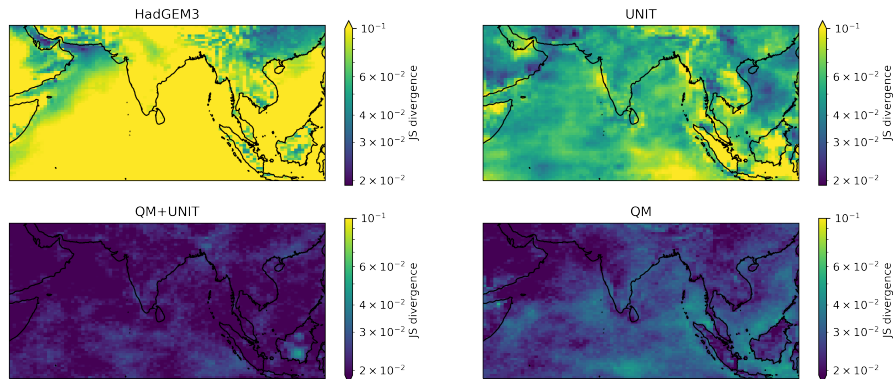 HadGEM3
10⁻¹
6 × 10⁻²
4 × 10⁻²
3 × 10⁻²
2 × 10⁻²
JS divergence
UNIT
10⁻¹
6 × 10⁻²
4 × 10⁻²
3 × 10⁻²
2 × 10⁻²
JS divergence
QM+UNIT
10⁻¹
6 × 10⁻²
4 × 10⁻²
3 × 10⁻²
2 × 10⁻²
JS divergence
QM
10⁻¹
6 × 10⁻²
4 × 10⁻²
3 × 10⁻²
2 × 10⁻²
JS divergence